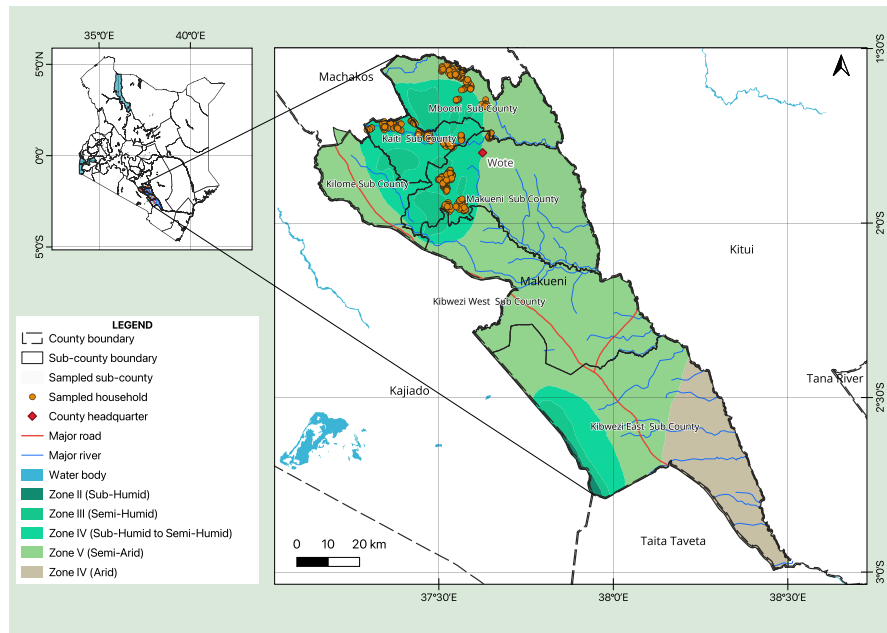 35°0'E 40°0'E
5°0'N
0°0'
5°0'S
1°30'S
2°0'S
2°30'S
3°0'S
Machakos
Mbooni Sub County
Kaiti Sub County
Wote
Kilome Sub County
Makueni Sub County
Kitui
Makueni
Kibwezi West Sub County
Tana River
Kajiado
Kibwezi East Sub County
Taita Taveta
0 10 20 km
37°30'E 38°0'E 38°30'E
LEGEND
County boundary
Sub-county boundary
Sampled sub-county
Sampled household
County headquarter
Major road
Major river
Water body
Zone II (Sub-Humid)
Zone III (Semi-Humid)
Zone IV (Sub-Humid to Semi-Humid)
Zone V (Semi-Arid)
Zone IV (Arid)